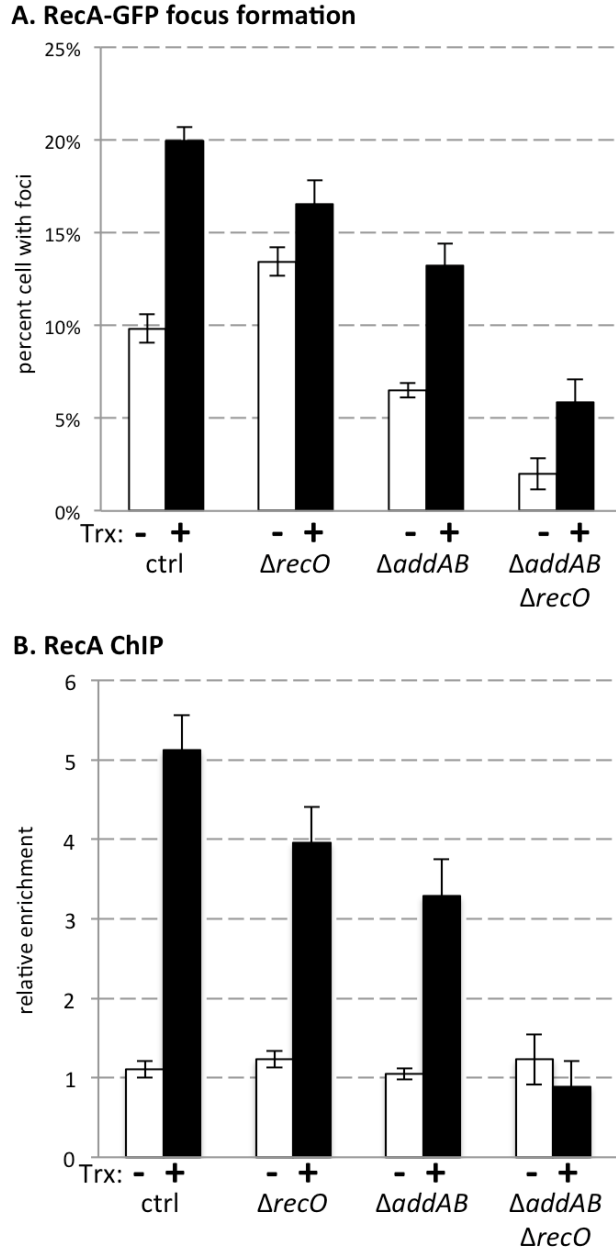 A. RecA-GFP focus formation
25%
20%
15%
10%
5%
0%
percent cell with foci
Trx: - + - + - + - +
ctrl ΔrecO ΔaddAB ΔaddAB
ΔrecO
B. RecA ChIP
6
5
4
3
2
1
0
relative enrichment
Trx: - + - + - + - +
ctrl ΔrecO ΔaddAB ΔaddAB
ΔrecO